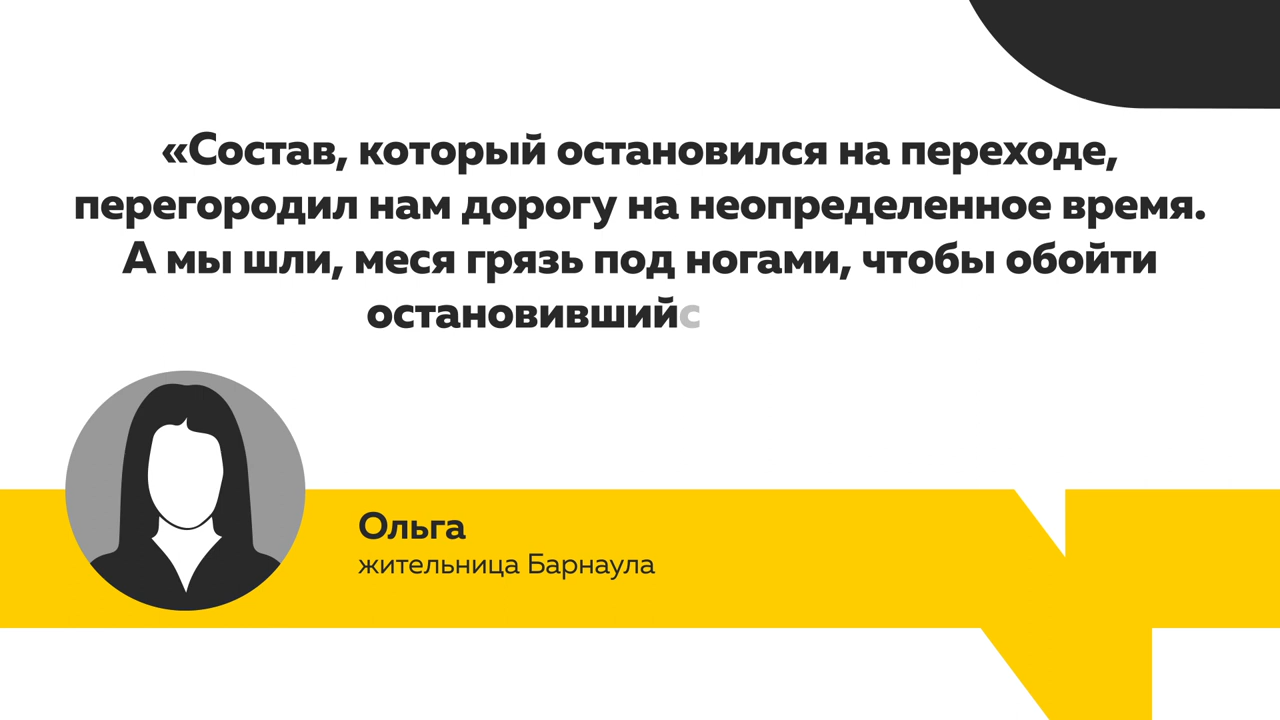 «Состав, который остановился на переходе,
перегородил нам дорогу на неопределенное время.
А мы шли, меся грязь под ногами, чтобы обойти
остановившийс
Ольга
жительница Барнаула